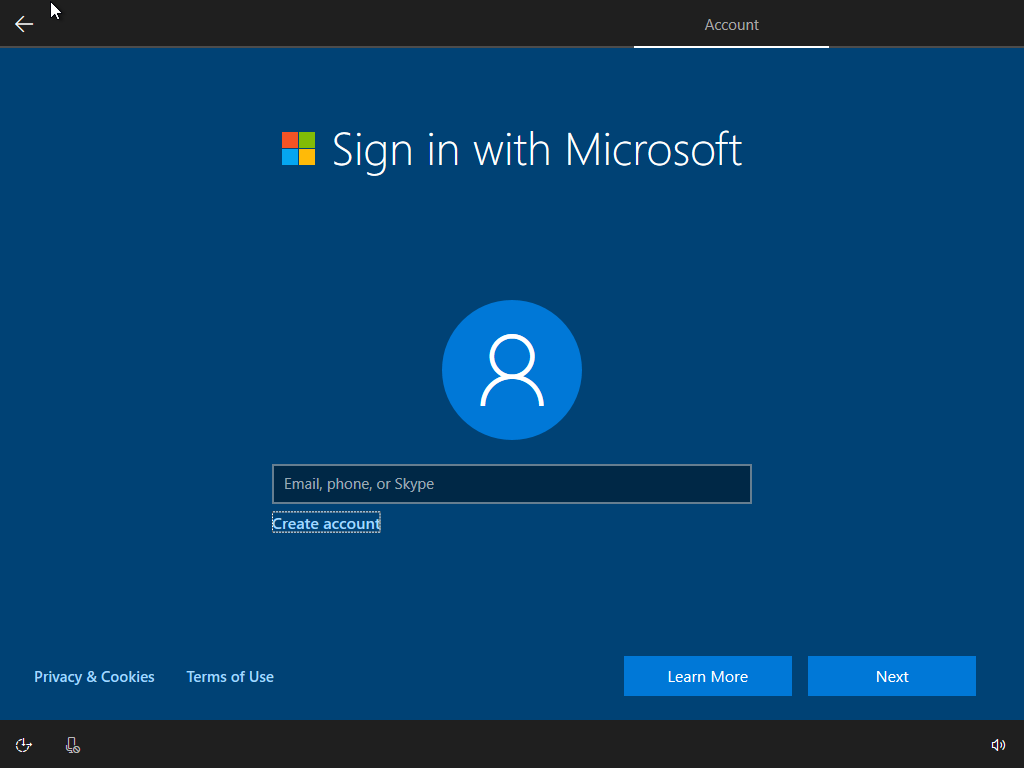 Account
Sign in with Microsoft
Email, phone, or Skype
Create account
Privacy & Cookies
Terms of Use
Learn More
Next